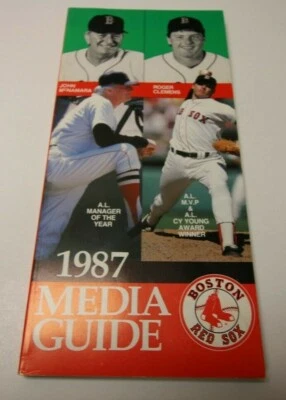 JOHN
McNAMARA
ROGER
CLEMENS
RED
SOX
A.L.
MANAGER
OF THE
YEAR
A.L.
M.V.P
&
A.L.
CY YOUNG
AWARD
WINNER
1987
MEDIA
GUIDE
BOSTON
RED SOX